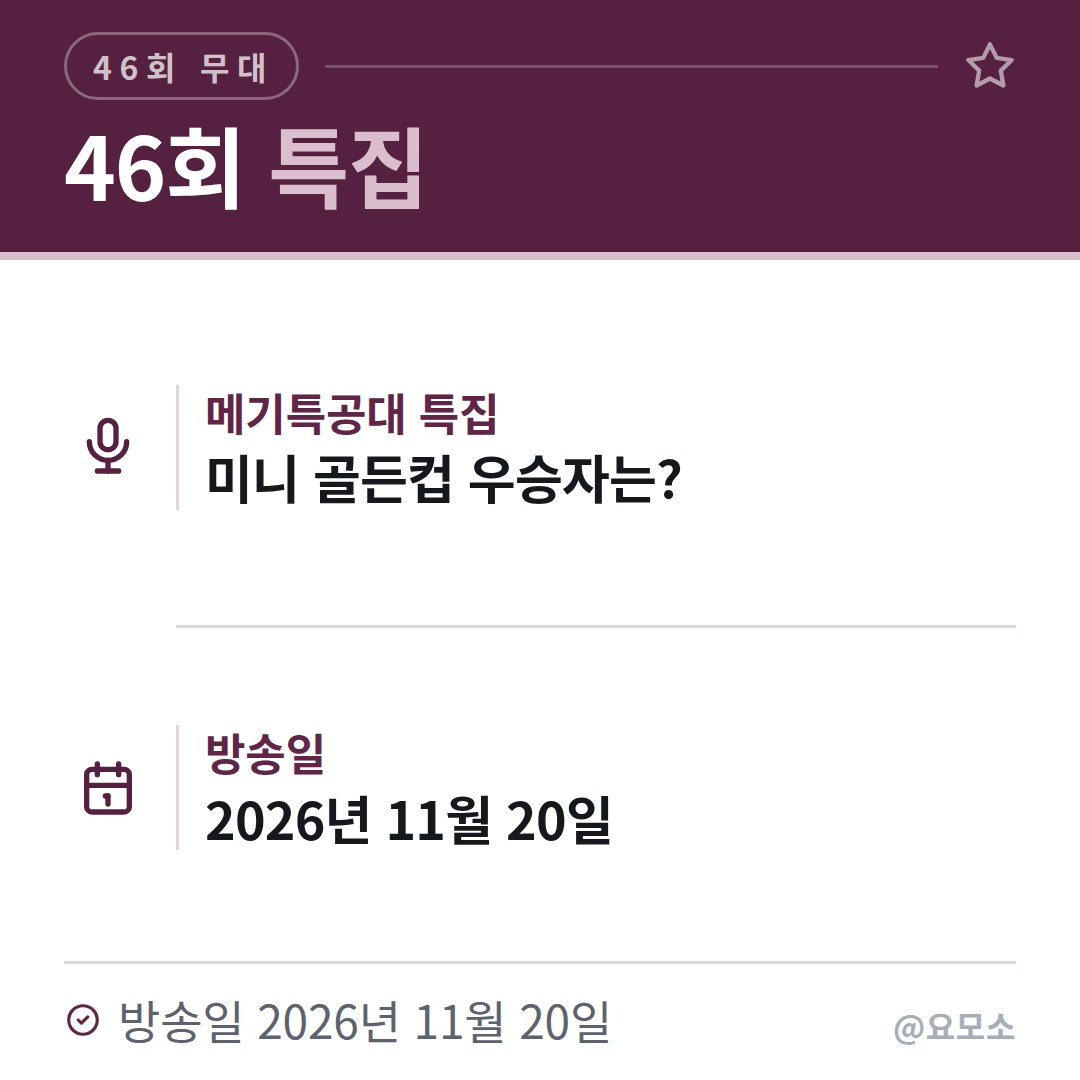 46회 무대
46회 특집
메기특공대 특집
미니 골든컵 우승자는?
방송일
2026년 11월 20일
방송일 2026년 11월 20일
@요모소